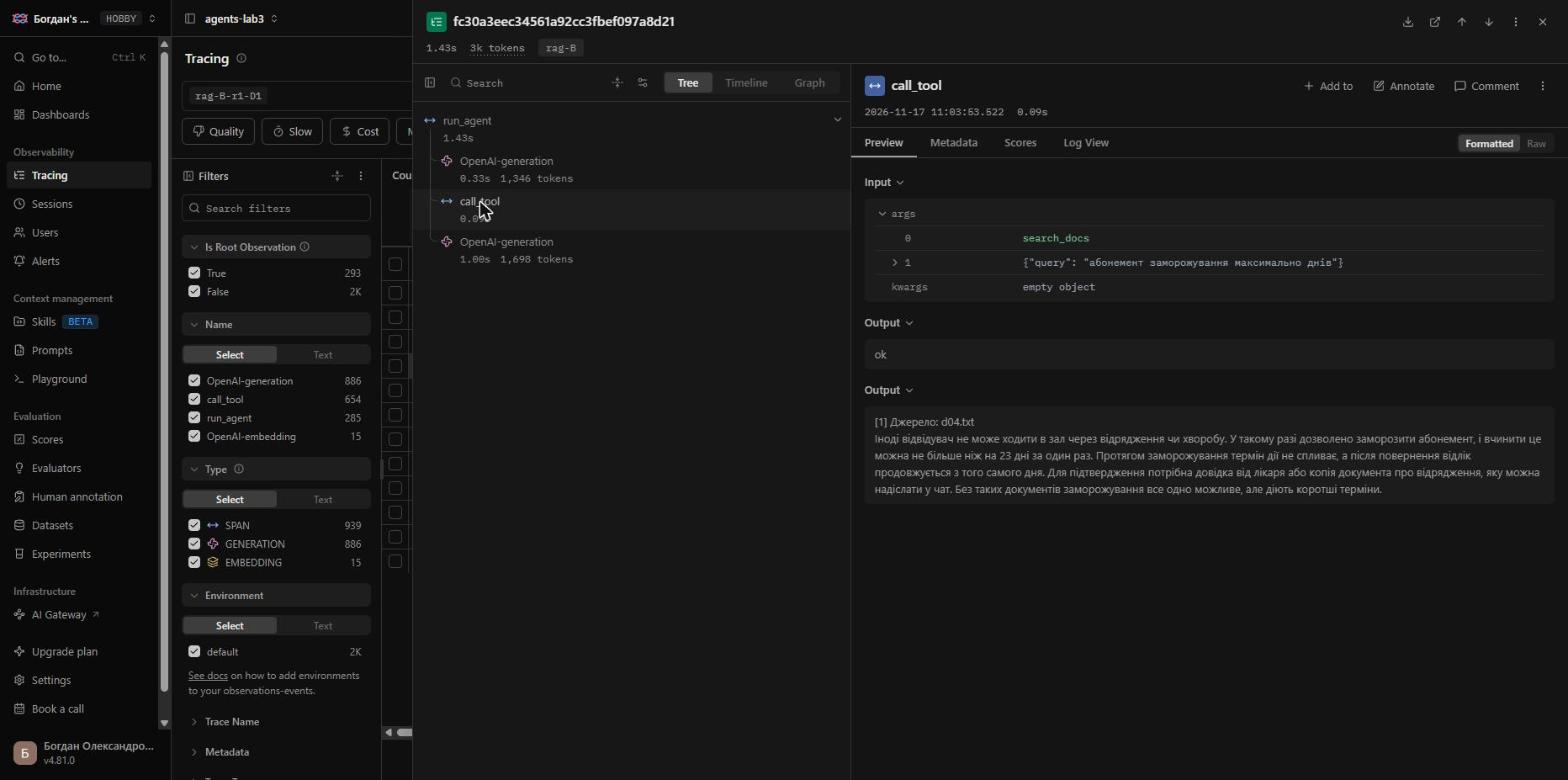 Богдан's ...
HOBBY
agents-lab3
fc30a3eec34561a92cc3fbef097a8d21
1.43s 3k tokens rag-B
Go to... Ctrl K
Home
Dashboards
Observability
Tracing
Sessions
Users
Alerts
Context management
Skills BETA
Prompts
Playground
Evaluation
Scores
Evaluators
Human annotation
Datasets
Experiments
Infrastructure
AI Gateway
Upgrade plan
Settings
Book a call
Б
Богдан Олександро...
v4.81.0
Tracing
rag-B-r1-D1
Quality
Slow
$ Cost
Filters
Cou
Search filters
Is Root Observation
True 293
False 2K
Name
Select Text
OpenAI-generation 886
call_tool 654
run_agent 285
OpenAI-embedding 15
Type
Select Text
SPAN 939
GENERATION 886
EMBEDDING 15
Environment
Select Text
default 2K
See docs on how to add environments
to your observations-events.
Trace Name
Metadata
Search
Tree Timeline Graph
run_agent
1.43s
OpenAI-generation
0.33s 1,346 tokens
call_tool
OpenAI-generation
1.00s 1,698 tokens
call_tool
Add to
Annotate
Comment
2026-11-17 11:03:53.522 0.09s
Preview Metadata Scores Log View
Formatted Raw
Input
args
0 search_docs
1 {"query": "абонемент заморожування максимально днів"}
kwargs empty object
Output
ok
Output
[1] Джерело: d04.txt
Іноді відвідувач не може ходити в зал через відрядження чи хворобу. У такому разі дозволено заморозити абонемент, і вчинити це
можна не більше ніж на 23 дні за один раз. Протягом заморожування термін дії не спливає, а після повернення відлік
продовжується з того самого дня. Для підтвердження потрібна довідка від лікаря або копія документа про відрядження, яку можна
надіслати у чат. Без таких документів заморожування все одно можливе, але діють коротші терміни.